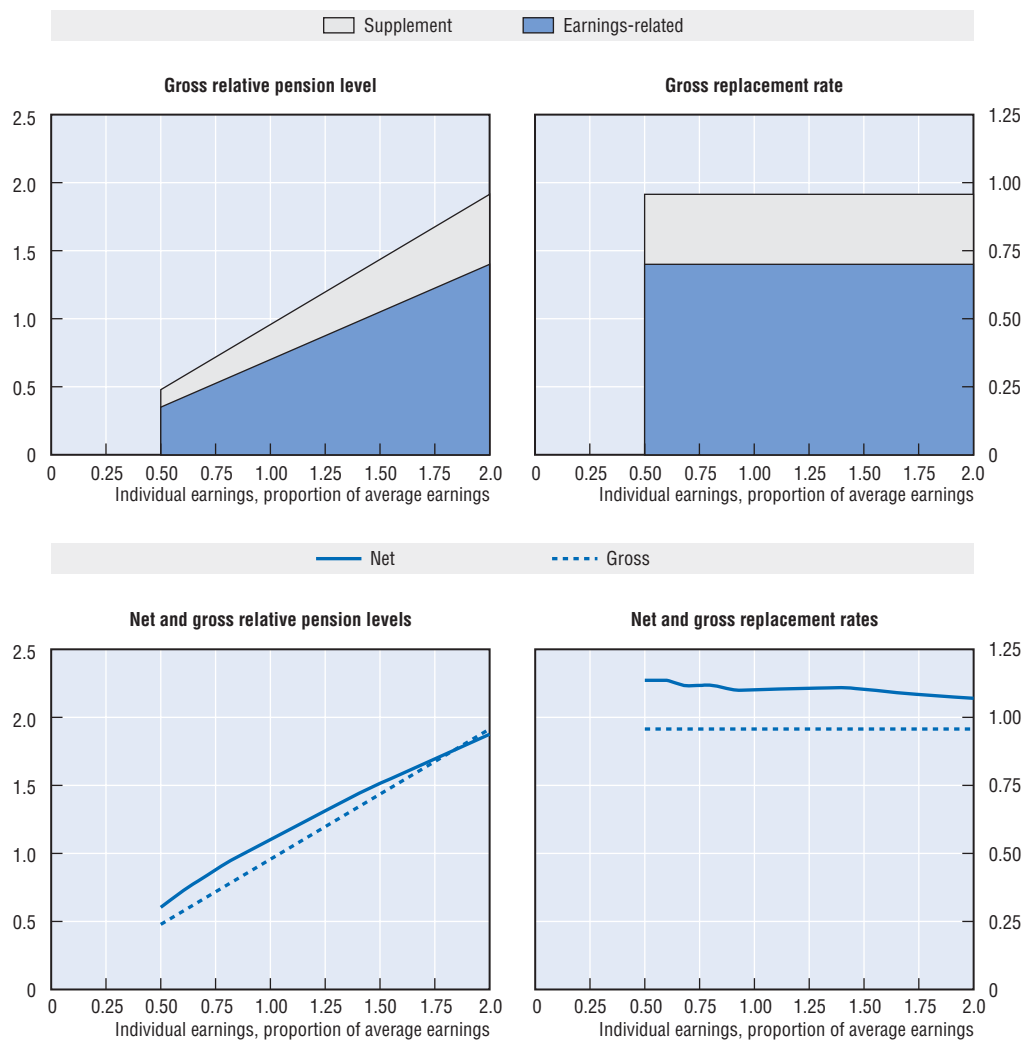 Supplement Earnings-related
Gross relative pension level
2.5
2.0
1.5
1.0
0.5
0
0 0.25 0.50 0.75 1.00 1.25 1.50 1.75 2.0
Individual earnings, proportion of average earnings
Gross replacement rate
1.25
1.00
0.75
0.50
0.25
0
0 0.25 0.50 0.75 1.00 1.25 1.50 1.75 2.0
Individual earnings, proportion of average earnings
Net Gross
Net and gross relative pension levels
2.5
2.0
1.5
1.0
0.5
0
0 0.25 0.50 0.75 1.00 1.25 1.50 1.75 2.0
Individual earnings, proportion of average earnings
Net and gross replacement rates
1.25
1.00
0.75
0.50
0.25
0
0 0.25 0.50 0.75 1.00 1.25 1.50 1.75 2.0
Individual earnings, proportion of average earnings